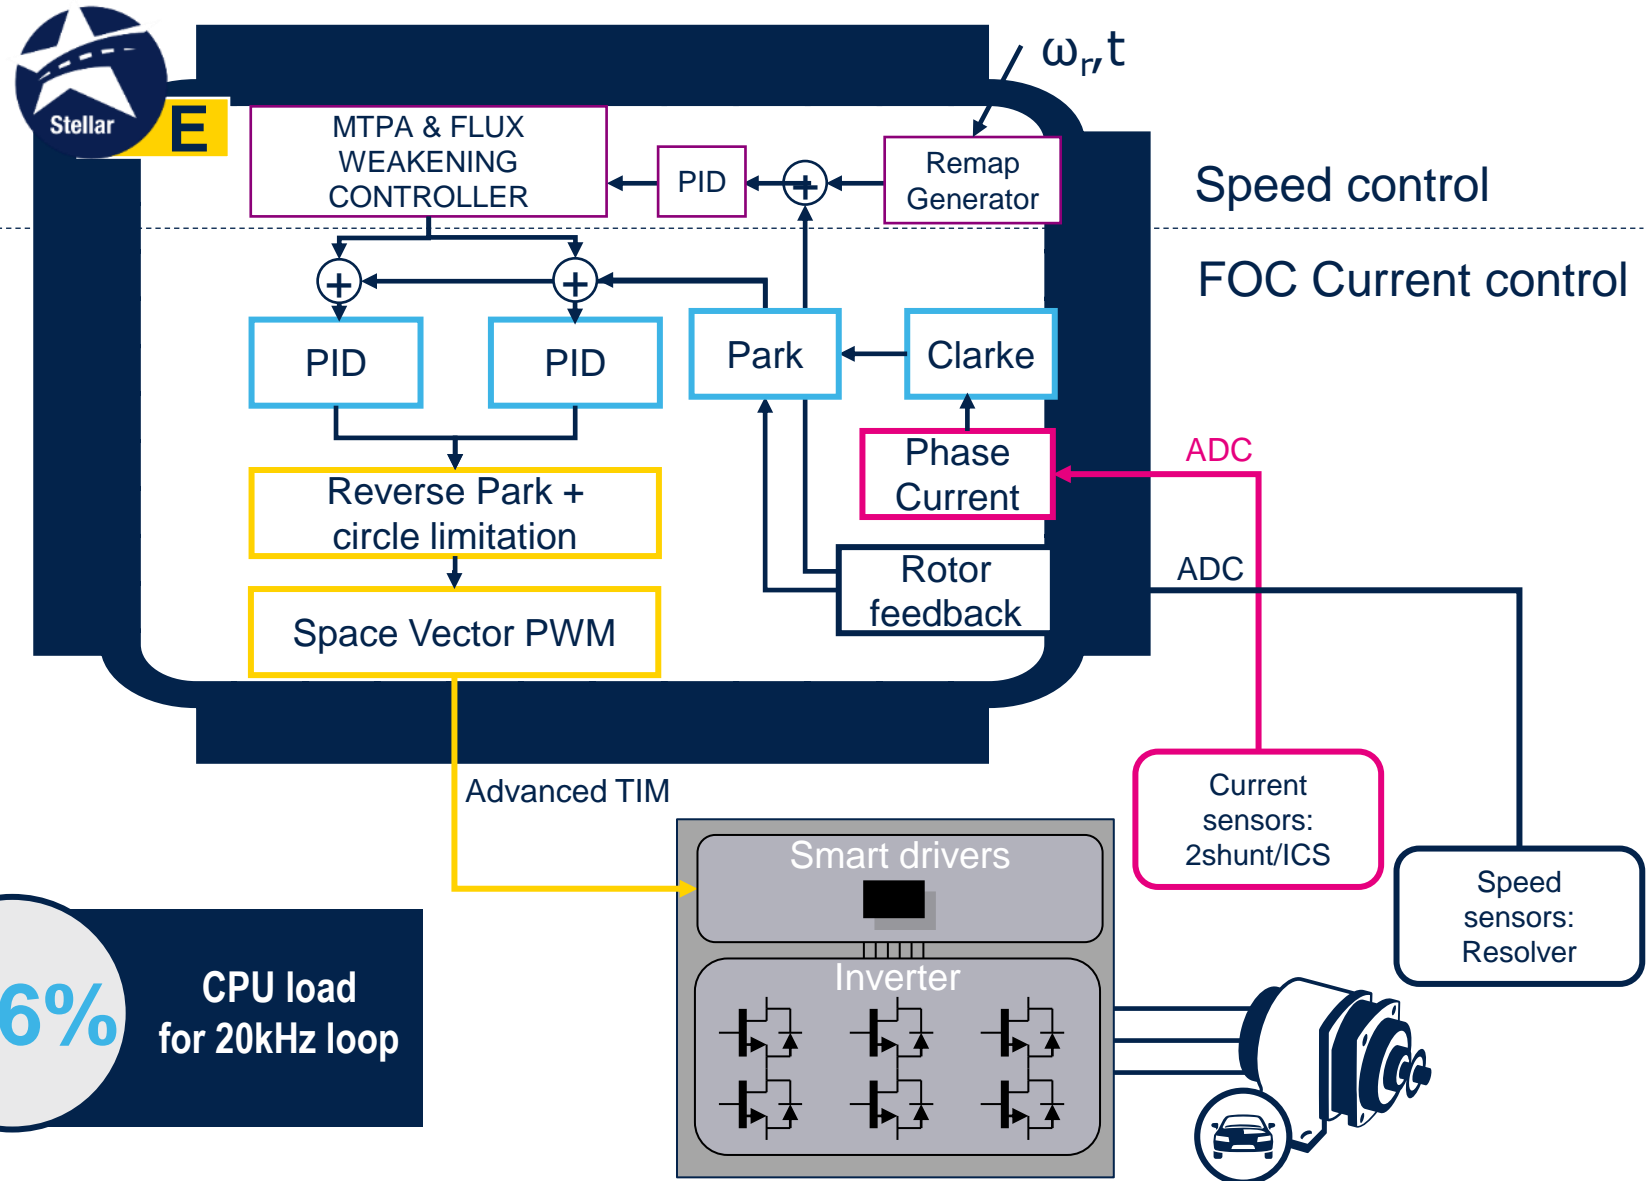 ωr,t
Stellar
E
MTPA & FLUX
WEAKENING
CONTROLLER
PID
+
Remap
Generator
Speed control
FOC Current control
+
+
PID
PID
Park
Clarke
Phase
Current
ADC
Reverse Park +
circle limitation
Rotor
feedback
ADC
Space Vector PWM
Advanced TIM
Current
sensors:
2shunt/ICS
Smart drivers
Speed
sensors:
Resolver
Inverter
6%
CPU load
for 20kHz loop